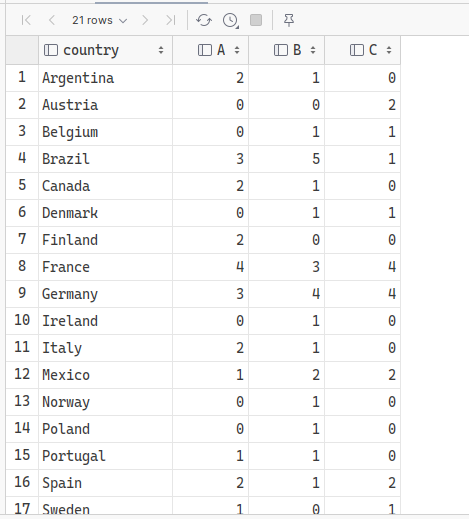 21 rows
country A B C
1 Argentina 2 1 0
2 Austria 0 0 2
3 Belgium 0 1 1
4 Brazil 3 5 1
5 Canada 2 1 0
6 Denmark 0 1 1
7 Finland 2 0 0
8 France 4 3 4
9 Germany 3 4 4
10 Ireland 0 1 0
11 Italy 2 1 0
12 Mexico 1 2 2
13 Norway 0 1 0
14 Poland 0 1 0
15 Portugal 1 1 0
16 Spain 2 1 2
17 Sweden 1 0 1